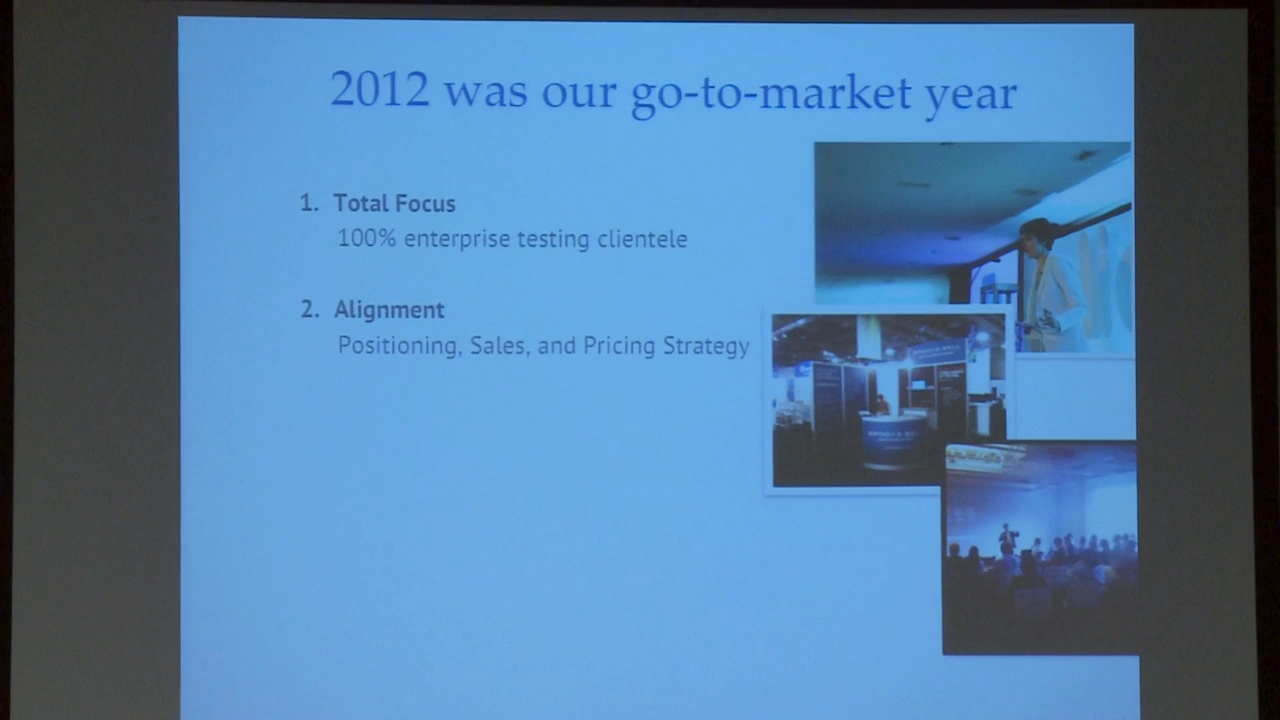 2012 was our go-to-market year
1. Total Focus
100% enterprise testing clientele
2. Alignment
Positioning, Sales, and Pricing Strategy